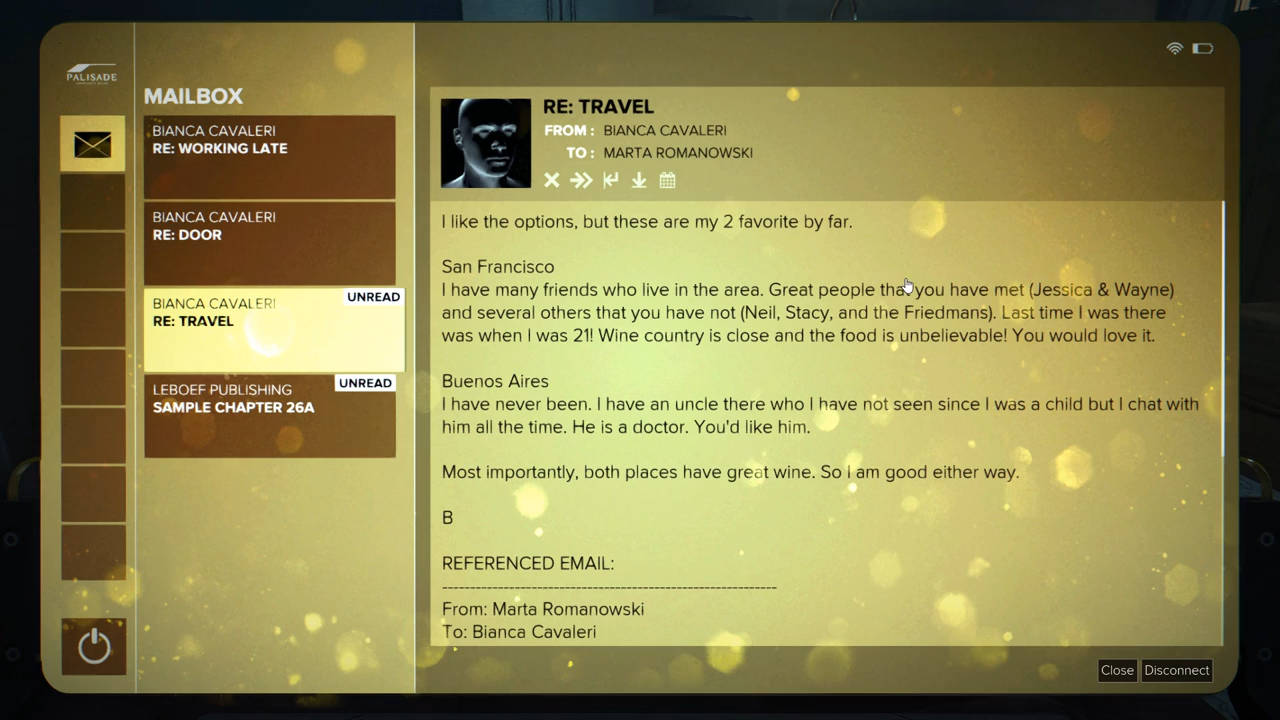 PALISADE
MAILBOX
BIANCA CAVALERI
RE: WORKING LATE
BIANCA CAVALERI
RE: DOOR
UNREAD
BIANCA CAVALERI
RE: TRAVEL
UNREAD
LEBOEF PUBLISHING
SAMPLE CHAPTER 26A
RE: TRAVEL
FROM : BIANCA CAVALERI
TO : MARTA ROMANOWSKI
I like the options, but these are my 2 favorite by far.
San Francisco
I have many friends who live in the area. Great people that you have met (Jessica & Wayne)
and several others that you have not (Neil, Stacy, and the Friedmans). Last time I was there
was when I was 21! Wine country is close and the food is unbelievable! You would love it.
Buenos Aires
I have never been. I have an uncle there who I have not seen since I was a child but I chat with
him all the time. He is a doctor. You'd like him.
Most importantly, both places have great wine. So I am good either way.
B
REFERENCED EMAIL:
------------------------------------------------------------
From: Marta Romanowski
To: Bianca Cavaleri
Close
Disconnect